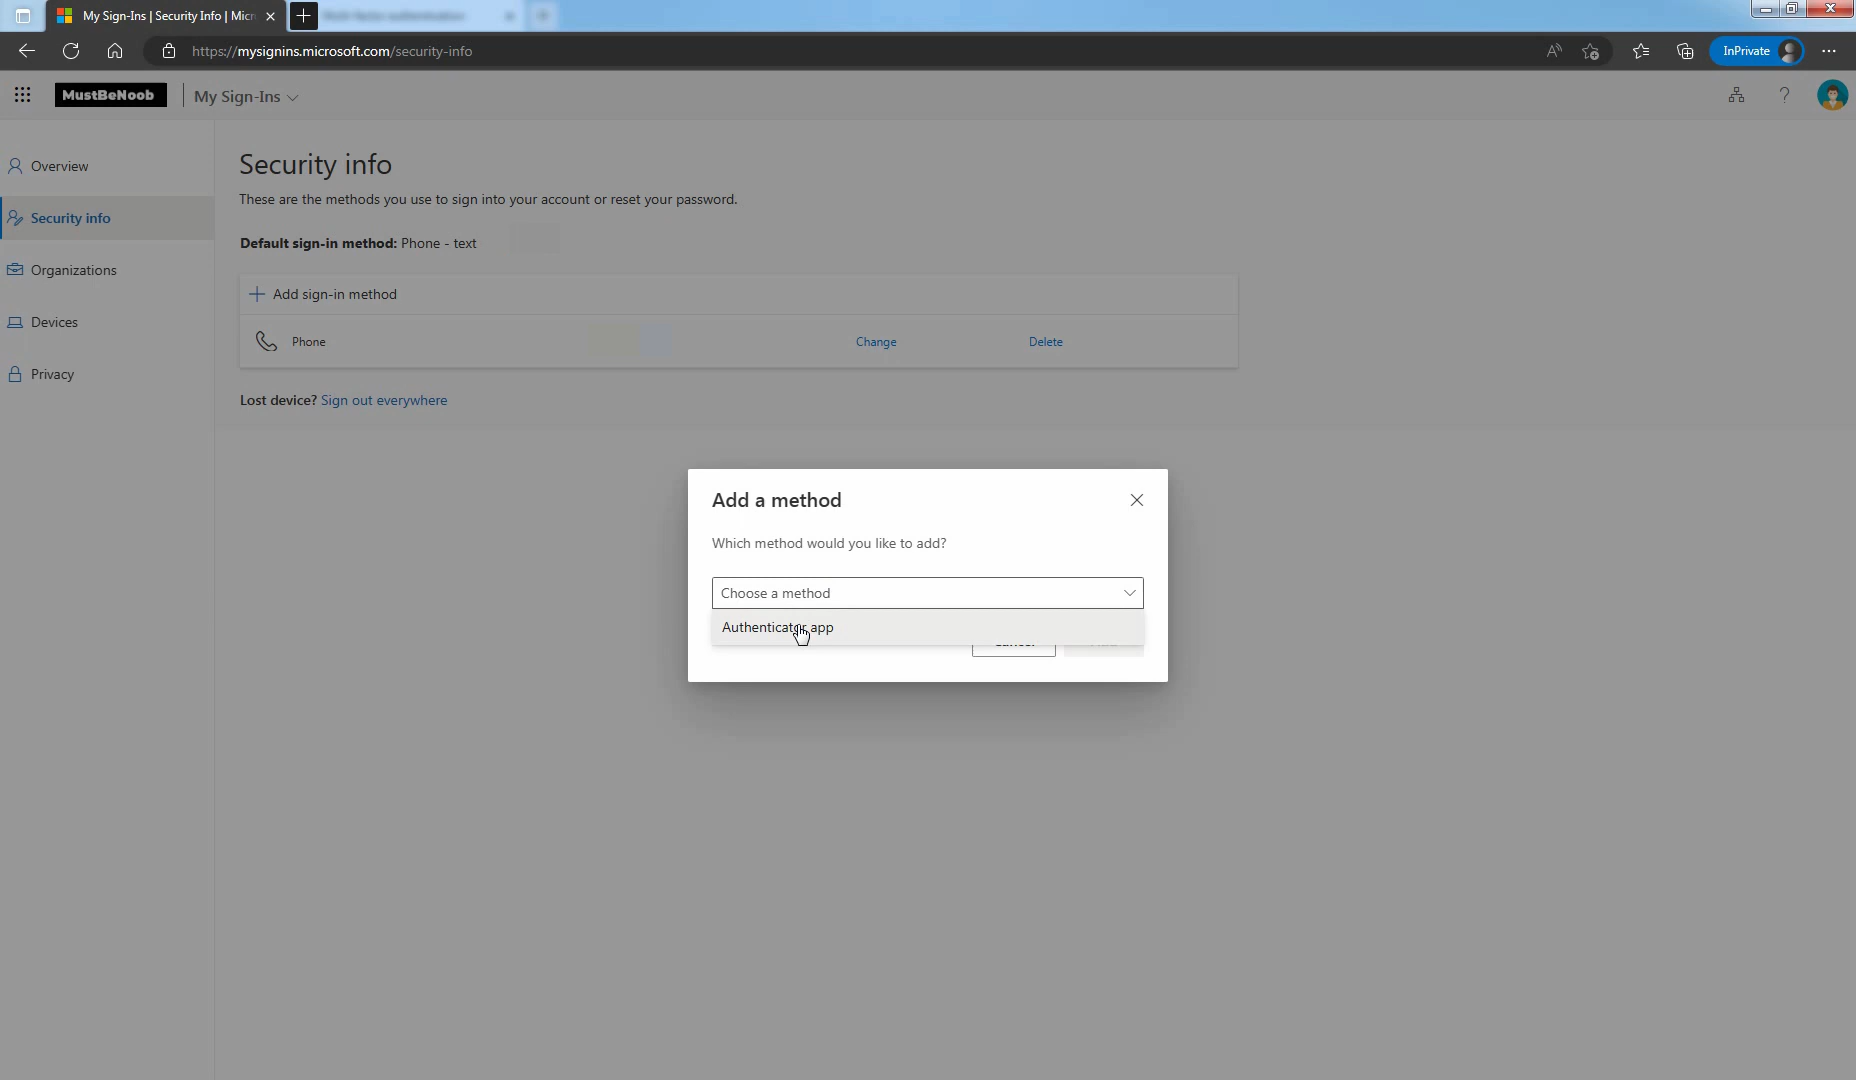 My Sign-Ins | Security Info | Micr
https://mysignins.microsoft.com/security-info
InPrivate
MustBeNoob
My Sign-Ins
Overview
Security info
Organizations
Devices
Privacy
Security info
These are the methods you use to sign into your account or reset your password.
Default sign-in method: Phone - text
Add sign-in method
Phone
Change
Delete
Lost device? Sign out everywhere
Add a method
Which method would you like to add?
Choose a method
Authenticator app